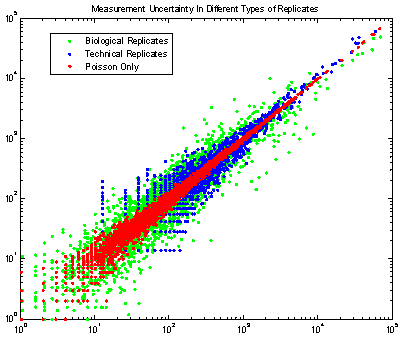 Measurement Uncertainty In Different Types of Replicates
Biological Replicates
Technical Replicates
Poisson Only
10^5
10^4
10^3
10^2
10^1
10^0
10^0 10^1 10^2 10^3 10^4 10^5